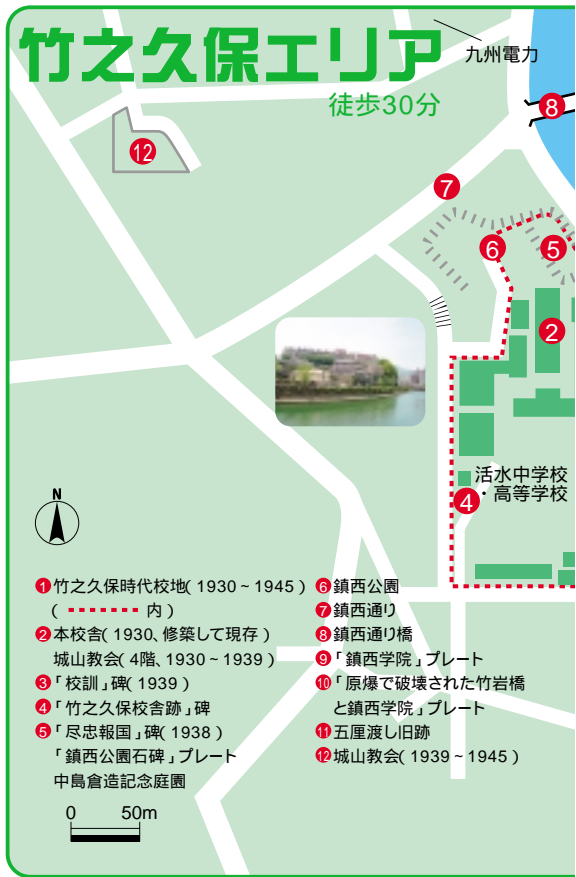 竹之久保エリア
徒歩30分
九州電力
8
12
7
6
5
2
活水中学校
・高等学校
4
N
❶竹之久保時代校地(1930~1945)
(      内)
❷本校舎(1930、修築して現存)
城山教会(4階、1930~1939)
❸「校訓」碑(1939)
❹「竹之久保校舎跡」碑
❺「尽忠報国」碑(1938)
「鎮西公園石碑」プレート
中島倉造記念庭園
❻鎮西公園
❼鎮西通り
❽鎮西通り橋
❾「鎮西学院」プレート
❿「原爆で破壊された竹岩橋
と鎮西学院」プレート
⓫五厘渡し旧跡
⓬城山教会(1939~1945)
0 50m